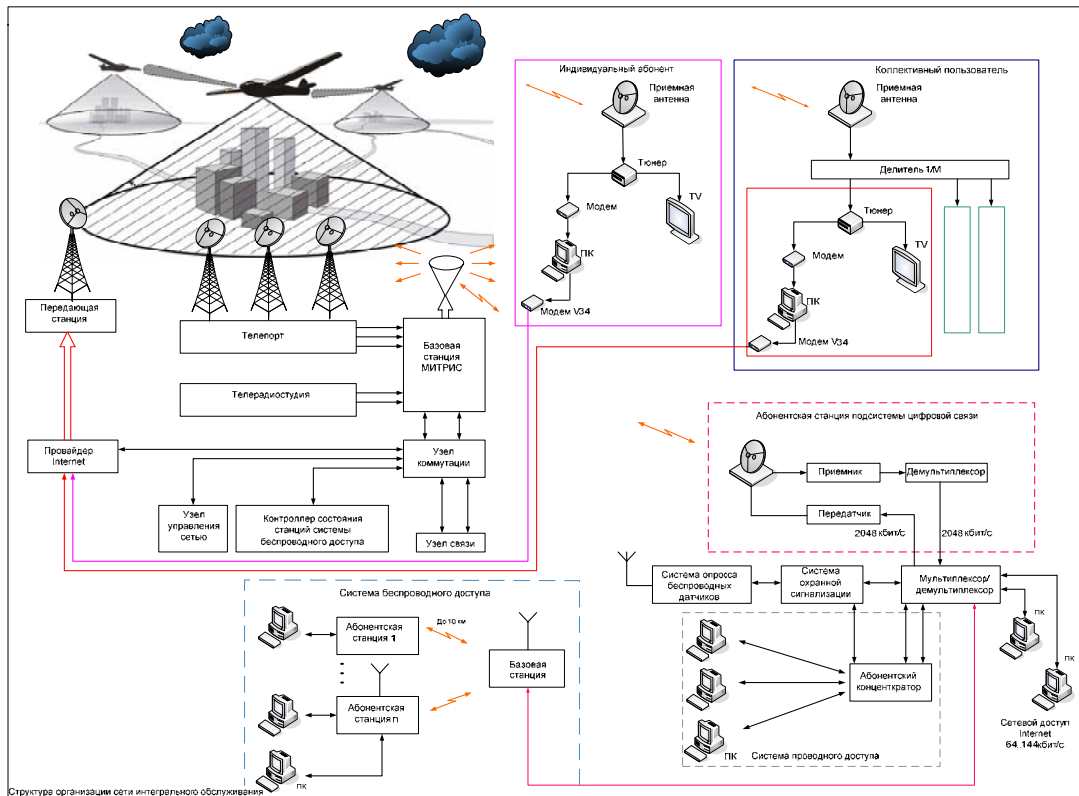 Индивидуальный абонент
Приемная
антенна
Тюнер
Модем
TV
ПК
Модем V34
Коллективный пользователь
Приемная
антенна
Делитель 1/М
Тюнер
TV
Модем
ПК
Модем V34
Передающая
станция
Телепорт
Базовая
станция
МИТРИС
Телерадиостудия
Провайдер
Internet
Узел
коммутации
Узел
управления
сетью
Контроллер состояния
станций системы
беспроводного доступа
Узел связи
Абонентская станция подсистемы цифровой связи
Приемник
Демультиплексор
Передатчик
2048 кбит/с
2048 кбит/с
Система опросса
беспроводных
датчиков
Система
охранной
сигнализации
Мультиплексор/
демультиплексор
ПК
ПК
Абонентский
концентkратор
Сетевой доступ
Internet
64..144кбит/с
ПК
Система проводного доступа
Система беспроводного доступа
Абонентская
станция 1
До 10 км
Базовая
станция
Абонентская
станция n
ПК
Структура организации сети интегрального обслуживания